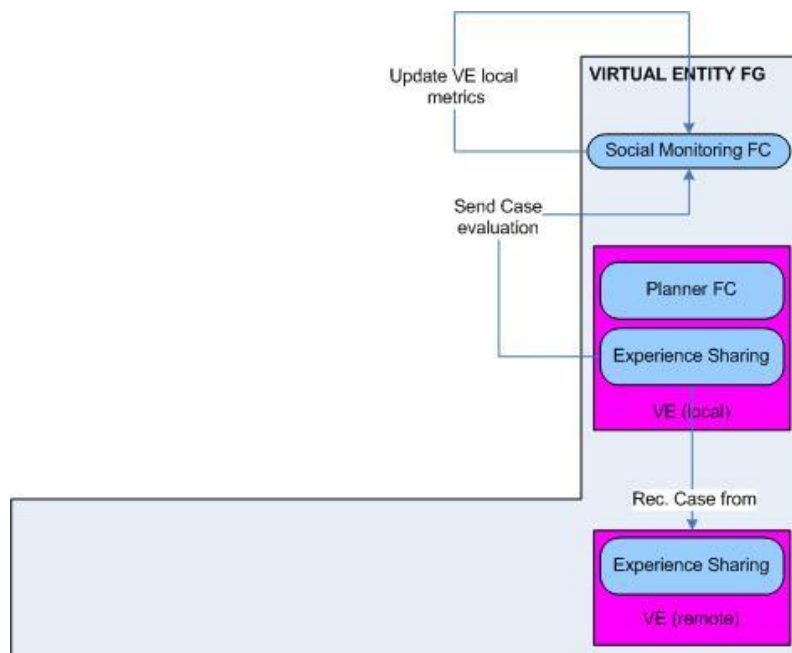 VIRTUAL ENTITY FG
Update VE local
metrics
Social Monitoring FC
Send Case
evaluation
Planner FC
Experience Sharing
VE (local)
Rec. Case from
Experience Sharing
VE (remote)